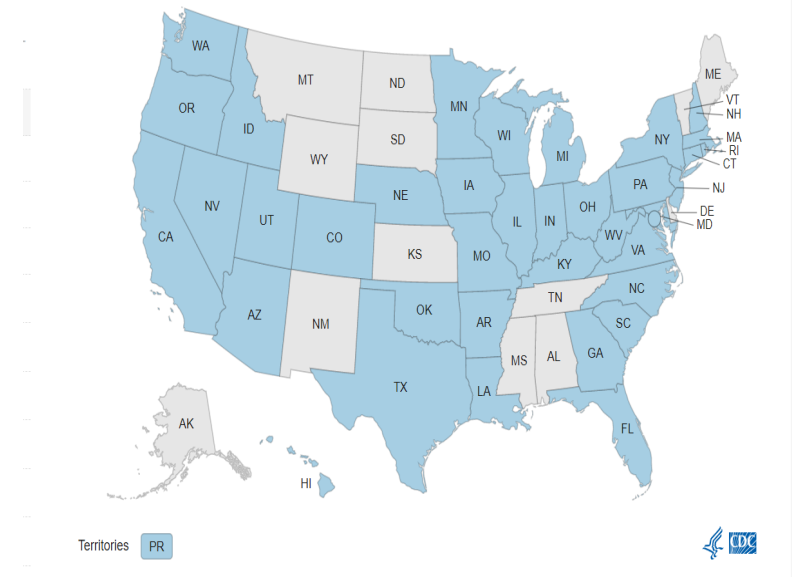 WA
MT
ND
ME
MN
VT
OR
NH
ID
SD
WI
NY
MA
RI
MI
WY
CT
PA
IA
NJ
NE
NV
OH
DE
UT
IL
IN
MD
CO
WV
CA
VA
KS
MO
KY
NC
TN
OK
AZ
NM
AR
SC
MS
AL
GA
TX
LA
AK
FL
HI
Territories PR
CDC